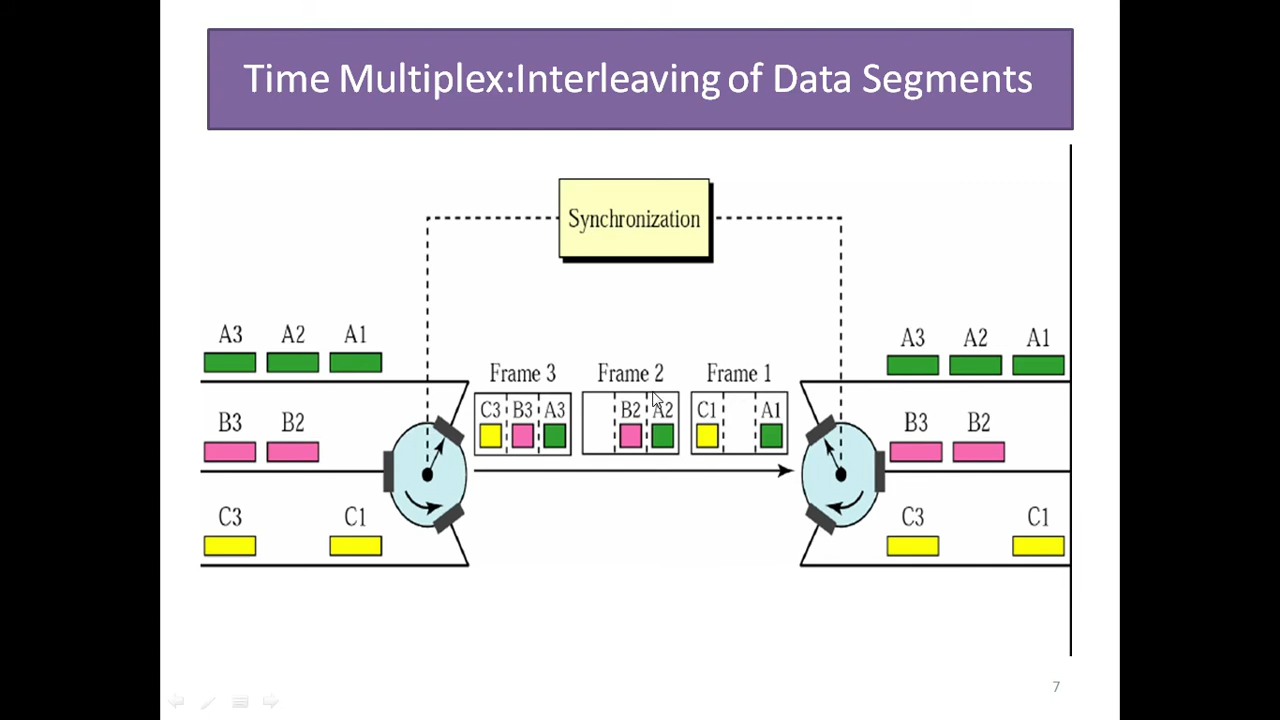 Time Multiplex:Interleaving of Data Segments
Synchronization
A3 A2 A1
A3 A2 A1
Frame 3 Frame 2 Frame 1
C3 B3 A3 B2 A2 C1 A1
B3 B2
B3 B2
C3 C1
C3 C1
7